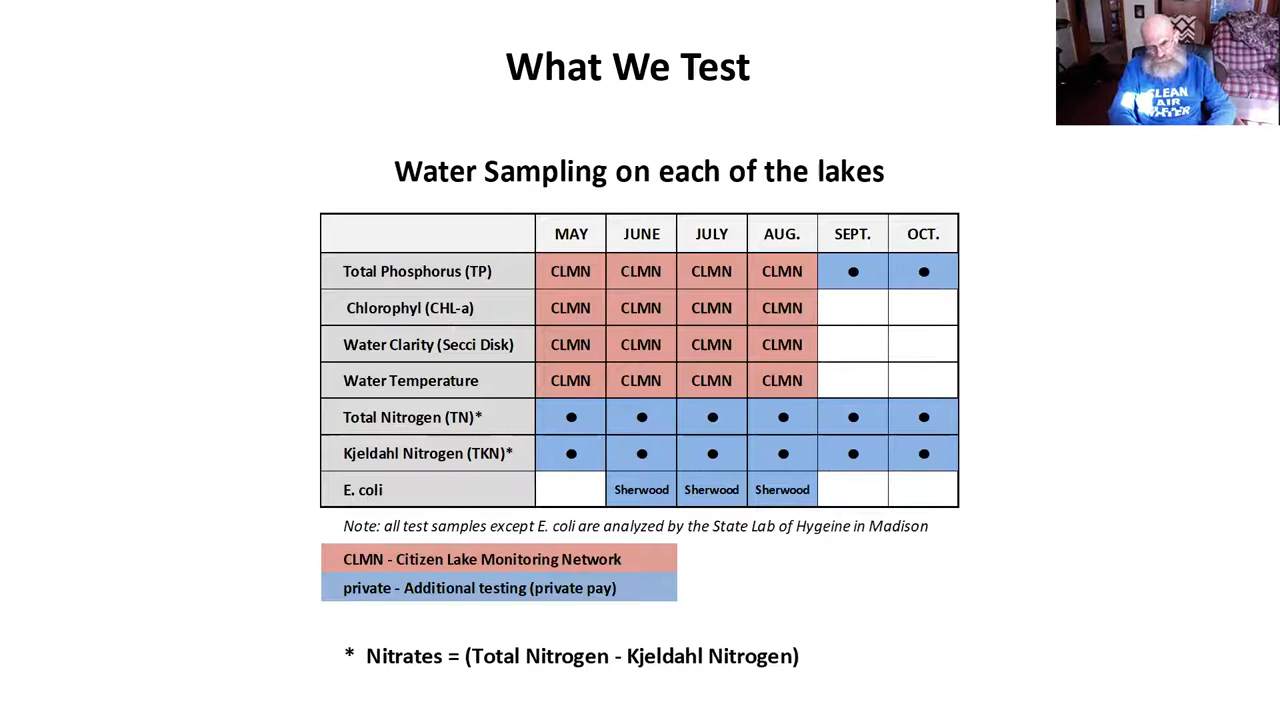 What We Test
CLEAN
AIR
WATER
Water Sampling on each of the lakes
MAY JUNE JULY AUG. SEPT. OCT.
Total Phosphorus (TP) CLMN CLMN CLMN CLMN ● ●
Chlorophyl (CHL-a) CLMN CLMN CLMN CLMN
Water Clarity (Secci Disk) CLMN CLMN CLMN CLMN
Water Temperature CLMN CLMN CLMN CLMN
Total Nitrogen (TN)* ● ● ● ● ● ●
Kjeldahl Nitrogen (TKN)* ● ● ● ● ● ●
E. coli Sherwood Sherwood Sherwood
Note: all test samples except E. coli are analyzed by the State Lab of Hygeine in Madison
CLMN - Citizen Lake Monitoring Network
private - Additional testing (private pay)
* Nitrates = (Total Nitrogen - Kjeldahl Nitrogen)